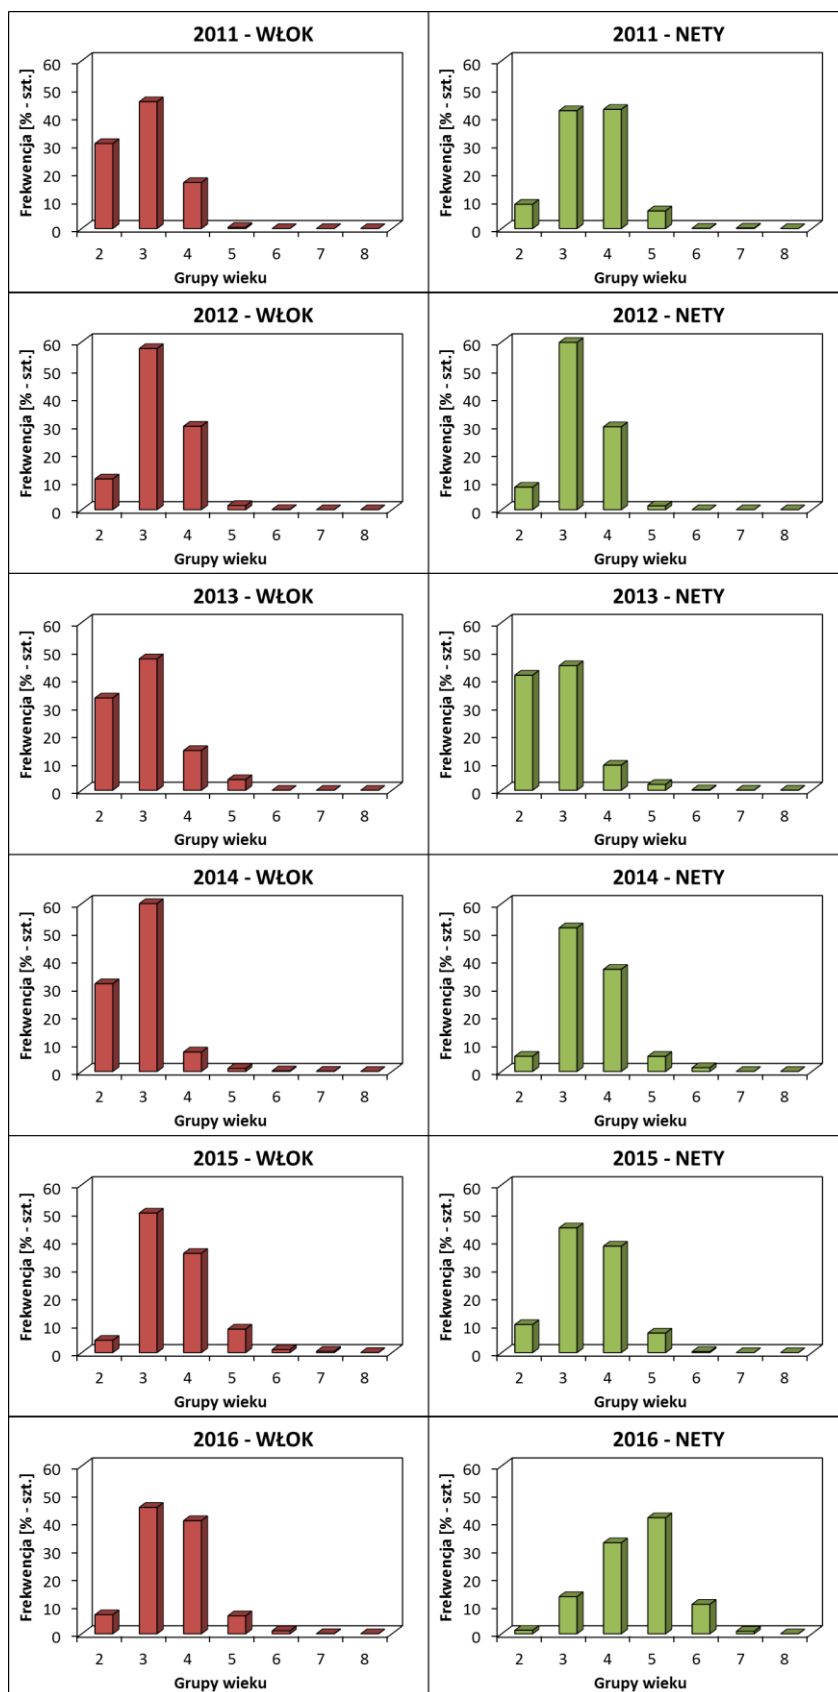 2011 - WŁOK
Frekwencja [% - szt.]
60
50
40
30
20
10
0
2 3 4 5 6 7 8
Grupy wieku
2011 - NETY
Frekwencja [% - szt.]
60
50
40
30
20
10
0
2 3 4 5 6 7 8
Grupy wieku
2012 - WŁOK
Frekwencja [% - szt.]
60
50
40
30
20
10
0
2 3 4 5 6 7 8
Grupy wieku
2012 - NETY
Frekwencja [% - szt.]
60
50
40
30
20
10
0
2 3 4 5 6 7 8
Grupy wieku
2013 - WŁOK
Frekwencja [% - szt.]
60
50
40
30
20
10
0
2 3 4 5 6 7 8
Grupy wieku
2013 - NETY
Frekwencja [% - szt.]
60
50
40
30
20
10
0
2 3 4 5 6 7 8
Grupy wieku
2014 - WŁOK
Frekwencja [% - szt.]
60
50
40
30
20
10
0
2 3 4 5 6 7 8
Grupy wieku
2014 - NETY
Frekwencja [% - szt.]
60
50
40
30
20
10
0
2 3 4 5 6 7 8
Grupy wieku
2015 - WŁOK
Frekwencja [% - szt.]
60
50
40
30
20
10
0
2 3 4 5 6 7 8
Grupy wieku
2015 - NETY
Frekwencja [% - szt.]
60
50
40
30
20
10
0
2 3 4 5 6 7 8
Grupy wieku
2016 - WŁOK
Frekwencja [% - szt.]
60
50
40
30
20
10
0
2 3 4 5 6 7 8
Grupy wieku
2016 - NETY
Frekwencja [% - szt.]
60
50
40
30
20
10
0
2 3 4 5 6 7 8
Grupy wieku